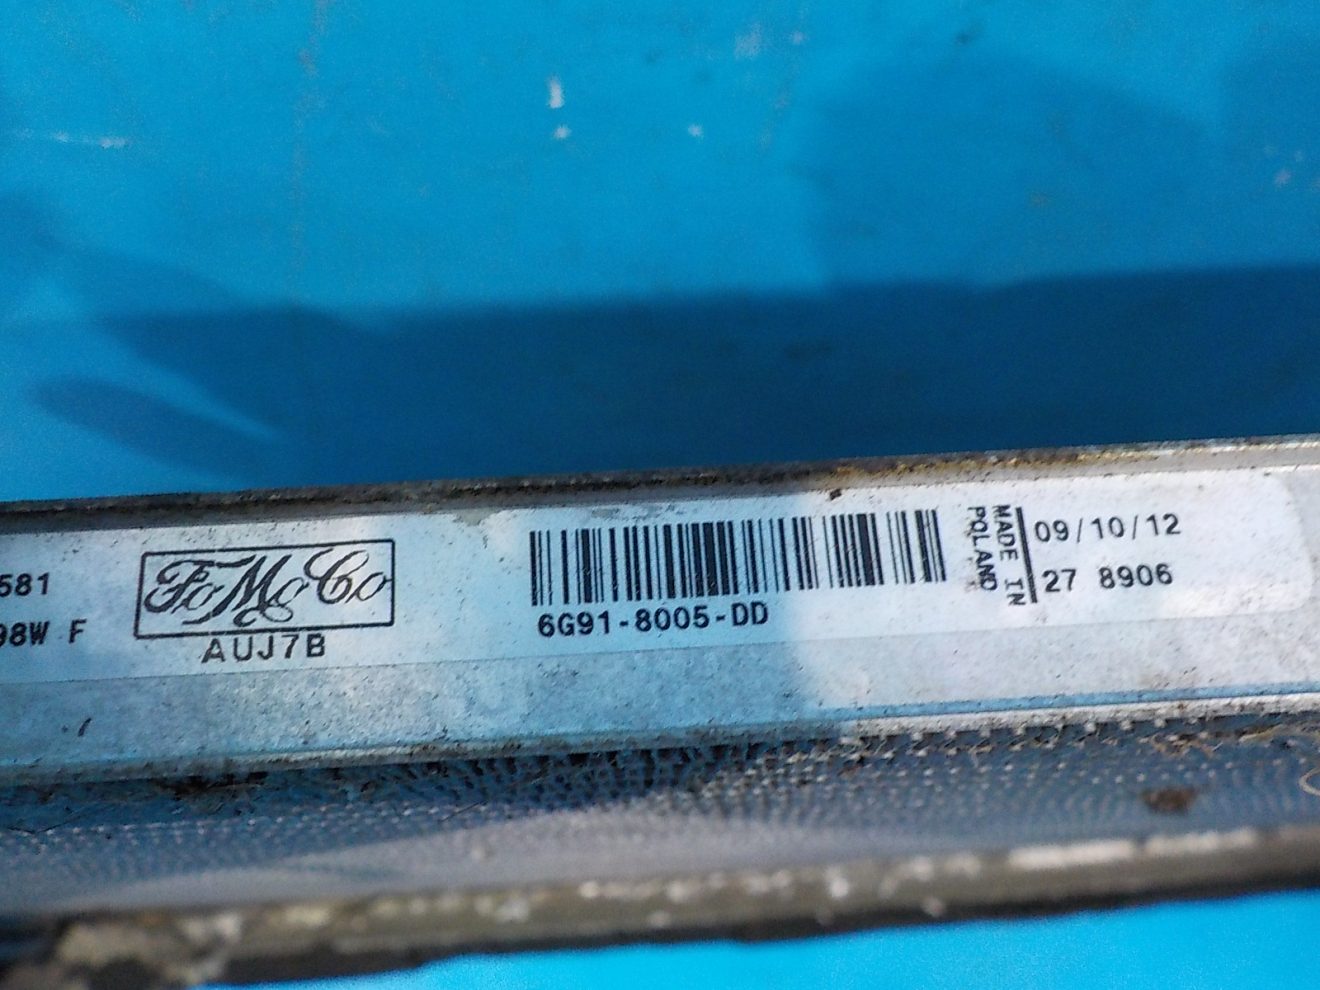 581
98W F
FoMoCo
AUJ7B
6G91-8005-DD
MADE IN
POLAND
09/10/12
27 8906